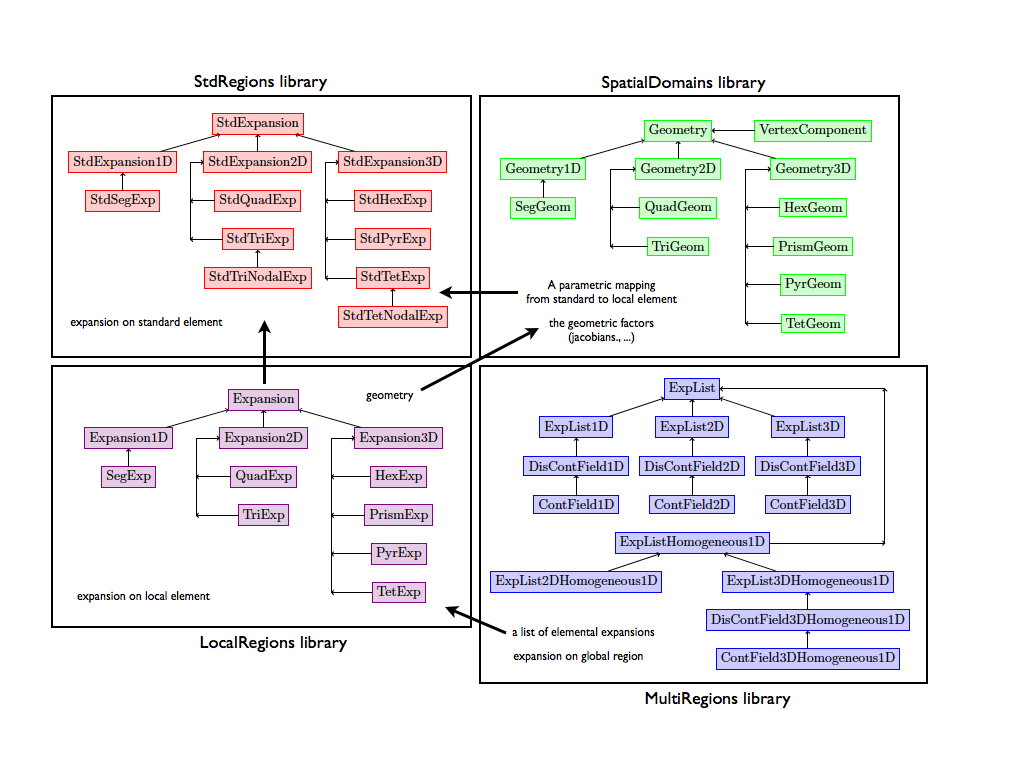 StdRegions library
StdExpansion
StdExpansion1D
StdExpansion2D
StdExpansion3D
StdSegExp
StdQuadExp
StdHexExp
StdTriExp
StdPyrExp
StdTriNodalExp
StdTetExp
StdTetNodalExp
expansion on standard element
SpatialDomains library
Geometry
VertexComponent
Geometry1D
Geometry2D
Geometry3D
SegGeom
QuadGeom
HexGeom
TriGeom
PrismGeom
PyrGeom
TetGeom
A parametric mapping
from standard to local element
the geometric factors
(jacobians., ...)
Expansion
geometry
Expansion1D
Expansion2D
Expansion3D
SegExp
QuadExp
HexExp
TriExp
PrismExp
PyrExp
TetExp
expansion on local element
LocalRegions library
ExpList
ExpList1D
ExpList2D
ExpList3D
DisContField1D
DisContField2D
DisContField3D
ContField1D
ContField2D
ContField3D
ExpListHomogeneous1D
ExpList2DHomogeneous1D
ExpList3DHomogeneous1D
DisContField3DHomogeneous1D
ContField3DHomogeneous1D
a list of elemental expansions
expansion on global region
MultiRegions library